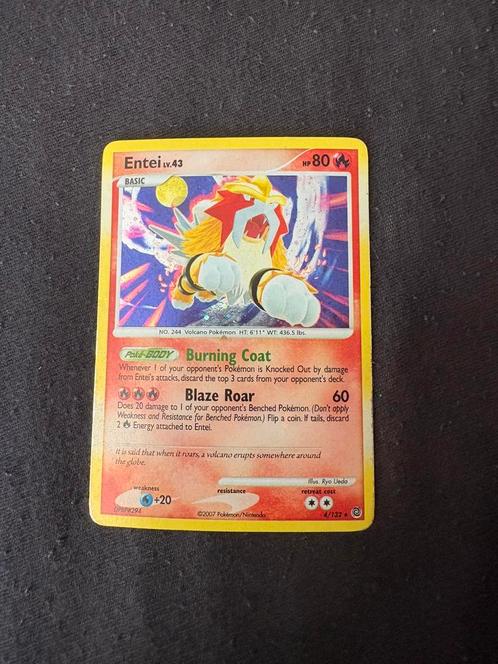 Entei LV.43
HP 80
BASIC
NO. 244 Volcano Pokémon HT: 6'11" WT: 436.5 lbs.
Poké-BODY Burning Coat
Whenever 1 of your opponent's Pokémon is Knocked Out by damage
from Entei's attacks, discard the top 3 cards from your opponent's deck.
Blaze Roar 60
Does 20 damage to 1 of your opponent's Benched Pokémon. (Don't apply
Weakness and Resistance for Benched Pokémon.) Flip a coin. If tails, discard
2 Energy attached to Entei.
It is said that when it roars, a volcano erupts somewhere around
the globe.
Illus. Ryo Ueda
weakness resistance retreat cost
+20
©2007 Pokémon/Nintendo
4/132 ★